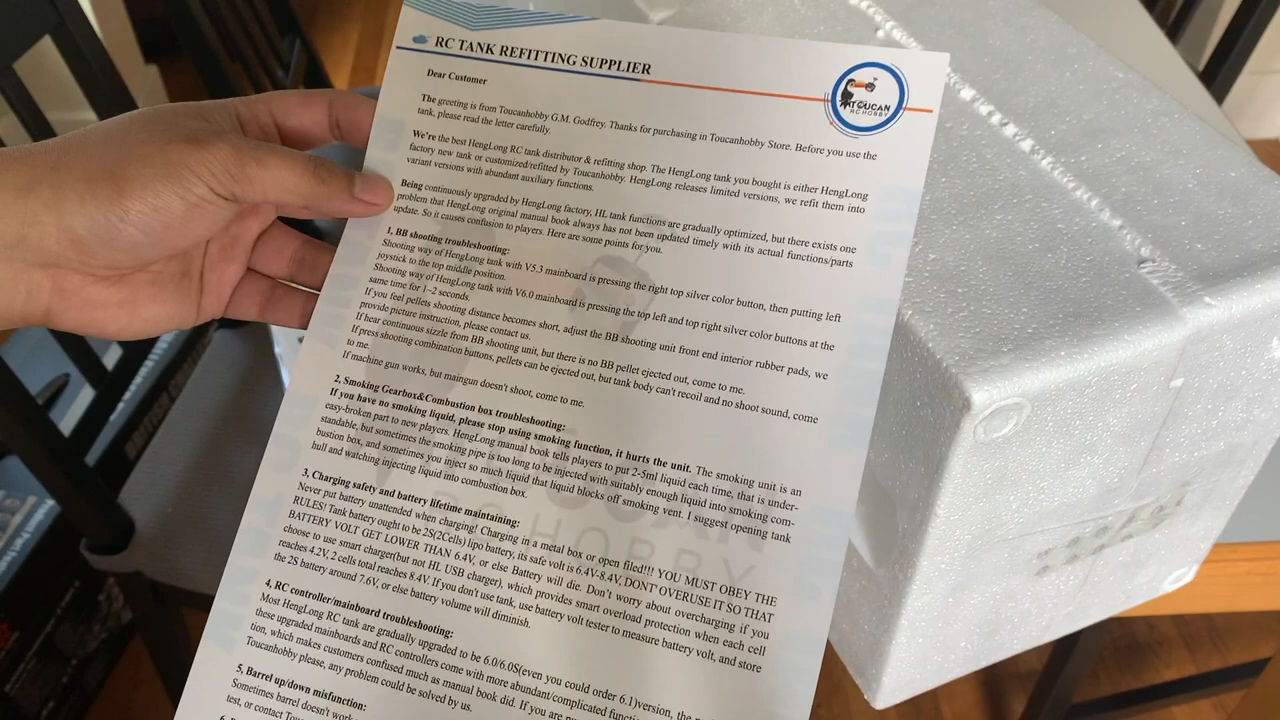 RC TANK REFITTING SUPPLIER
TOUCAN
RC HOBBY
Dear Customer
The greeting is from Toucanhobby G.M. Godfrey. Thanks for purchasing in Toucanhobby Store. Before you use the
tank, please read the letter carefully.
We're the best HengLong RC tank distributor & refitting shop. The HengLong tank you bought is either HengLong
factory new tank or customized/refitted by Toucanhobby. HengLong releases limited versions, we refit them into
variant versions with abundant auxiliary functions.
Being continuously upgraded by HengLong factory, HL tank functions are gradually optimized, but there exists one
problem that HengLong original manual book always has not been updated timely with its actual functions/parts
update. So it causes confusion to players. Here are some points for you.
1, BB shooting troubleshooting:
Shooting way of HengLong tank with V5.3 mainboard is pressing the right top silver color button, then putting left
joystick to the top middle position.
Shooting way of HengLong tank with V6.0 mainboard is pressing the top left and top right silver color buttons at the
same time for 1~2 seconds.
If you feel pellets shooting distance becomes short, adjust the BB shooting unit front end interior rubber pads, we
provide picture instruction, please contact us.
If hear continuous sizzle from BB shooting unit, but there is no BB pellet ejected out, come to me.
If press shooting combination buttons, pellets can be ejected out, but tank body can't recoil and no shoot sound, come
to me.
If machine gun works, but maingun doesn't shoot, come to me.
2, Smoking Gearbox&Combustion box troubleshooting:
If you have no smoking liquid, please stop using smoking function, it hurts the unit. The smoking unit is an
easy-broken part to new players. HengLong manual book tells players to put 2-5ml liquid each time, that is under-
standable, but sometimes the smoking pipe is too long to be injected with suitably enough liquid into smoking com-
bustion box, and sometimes you inject so much liquid that liquid blocks off smoking vent. I suggest opening tank
hull and watching injecting liquid into combustion box.
3, Charging safety and battery lifetime maintaining:
Never put battery unattended when charging! Charging in a metal box or open filed!!! YOU MUST OBEY THE
RULES! Tank battery ought to be 2S(2Cells) lipo battery, its safe volt is 6.4V-8.4V, DON'T OVERUSE IT SO THAT
BATTERY VOLT GET LOWER THAN 6.4V, or else Battery will die. Don't worry about overcharging if you
choose to use smart charger(but not HL USB charger), which provides smart overload protection when each cell
reaches 4.2V, 2 cells total reaches 8.4V. If you don't use tank, use battery volt tester to measure battery volt, and store
the 2S battery around 7.6V, or else battery volume will diminish.
4, RC controller/mainboard troubleshooting:
Most HengLong RC tank are gradually upgraded to be 6.0/6.0S(even you could order 6.1)version, the
these upgraded mainboards and RC controllers come with more abundant/complicated
tion, which makes customers confused much as manual book did. If you are
Toucanhobby please, any problem could be solved by us.
5, Barrel up/down misfunction:
Sometimes barrel doesn't work
test, or contact